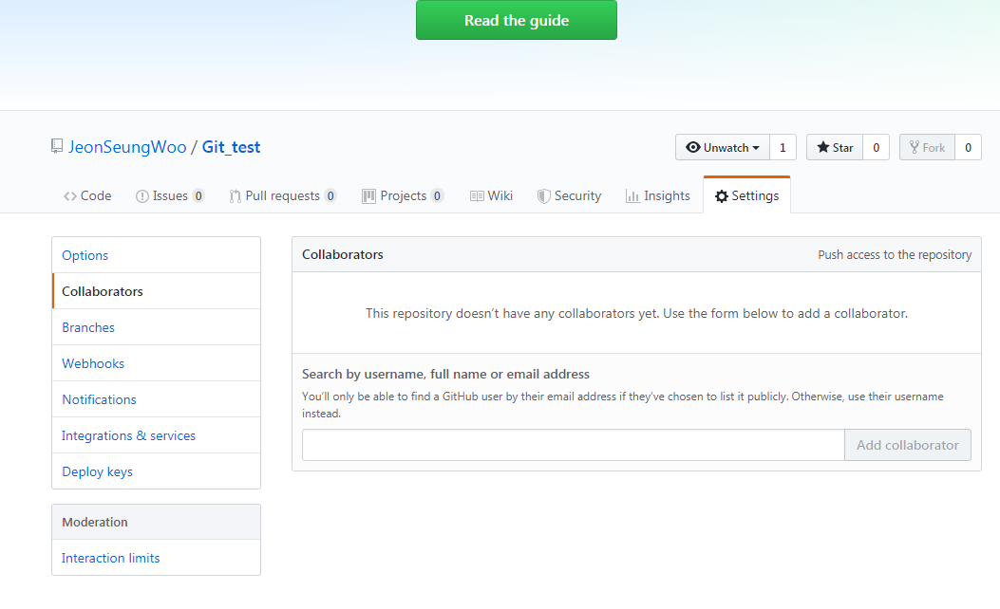 Read the guide
JeonSeungWoo / Git_test
Unwatch 1 Star 0 Fork 0
Code Issues 0 Pull requests 0 Projects 0 Wiki Security Insights Settings
Options
Collaborators
Branches
Webhooks
Notifications
Integrations & services
Deploy keys
Moderation
Interaction limits
Collaborators Push access to the repository
This repository doesn’t have any collaborators yet. Use the form below to add a collaborator.
Search by username, full name or email address
You’ll only be able to find a GitHub user by their email address if they’ve chosen to list it publicly. Otherwise, use their username
instead.
Add collaborator